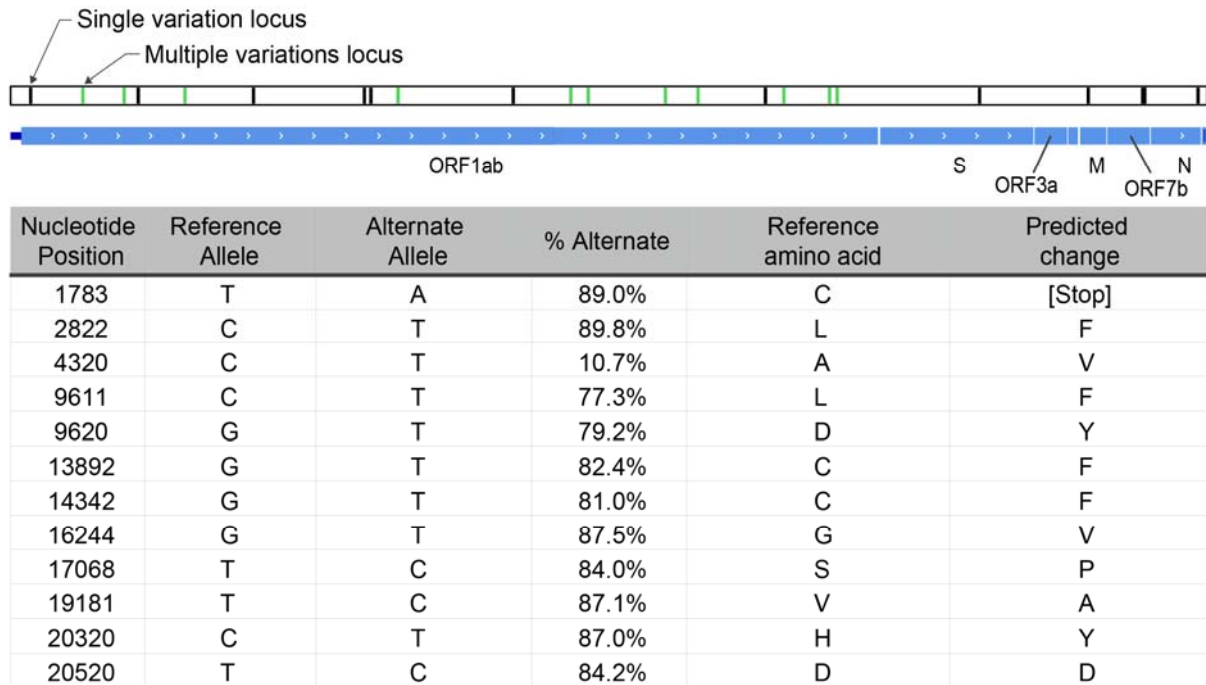 Single variation locus
Multiple variations locus
ORF1ab S M N
ORF3a ORF7b
Nucleotide Position Reference Allele Alternate Allele % Alternate Reference amino acid Predicted change
1783 T A 89.0% C [Stop]
2822 C T 89.8% L F
4320 C T 10.7% A V
9611 C T 77.3% L F
9620 G T 79.2% D Y
13892 G T 82.4% C F
14342 G T 81.0% C F
16244 G T 87.5% G V
17068 T C 84.0% S P
19181 T C 87.1% V A
20320 C T 87.0% H Y
20520 T C 84.2% D D